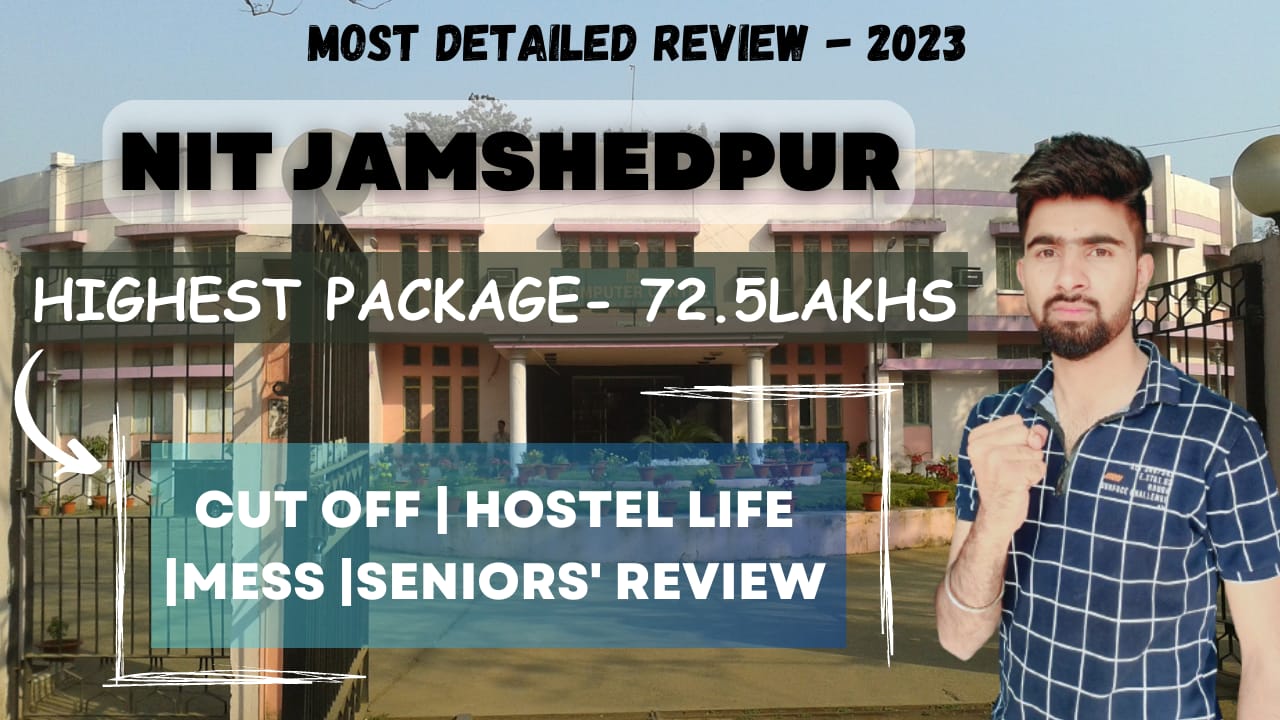 MOST DETAILED REVIEW - 2023
NIT JAMSHEDPUR
HIGHEST PACKAGE- 72.5LAKHS
CUT OFF | HOSTEL LIFE
|MESS |SENIORS' REVIEW